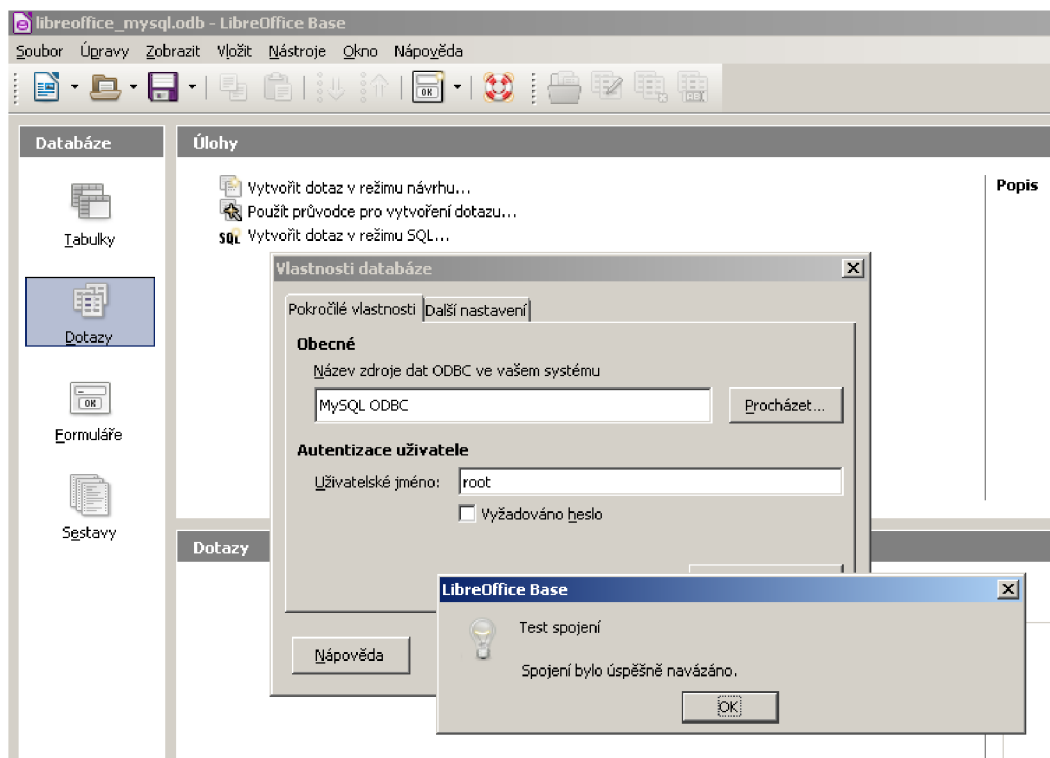 libreoffice_mysql.odb - LibreOffice Base
Soubor Úpravy Zobrazit Vložit Nástroje Okno Nápověda
OK
Databáze
Úlohy
Vytvořit dotaz v režimu návrhu...
Popis
Použít průvodce pro vytvoření dotazu...
SQL Vytvořit dotaz v režimu SQL...
Tabulky
Vlastnosti databáze
Pokročilé vlastnosti Další nastavení
Dotazy
Obecné
Název zdroje dat ODBC ve vašem systému
MySQL ODBC
Procházet...
OK
Formuláře
Autentizace uživatele
Uživatelské jméno: root
Vyžadováno heslo
Sestavy
Dotazy
LibreOffice Base
Test spojení
Spojení bylo úspěšně navázáno.
Nápověda
OK